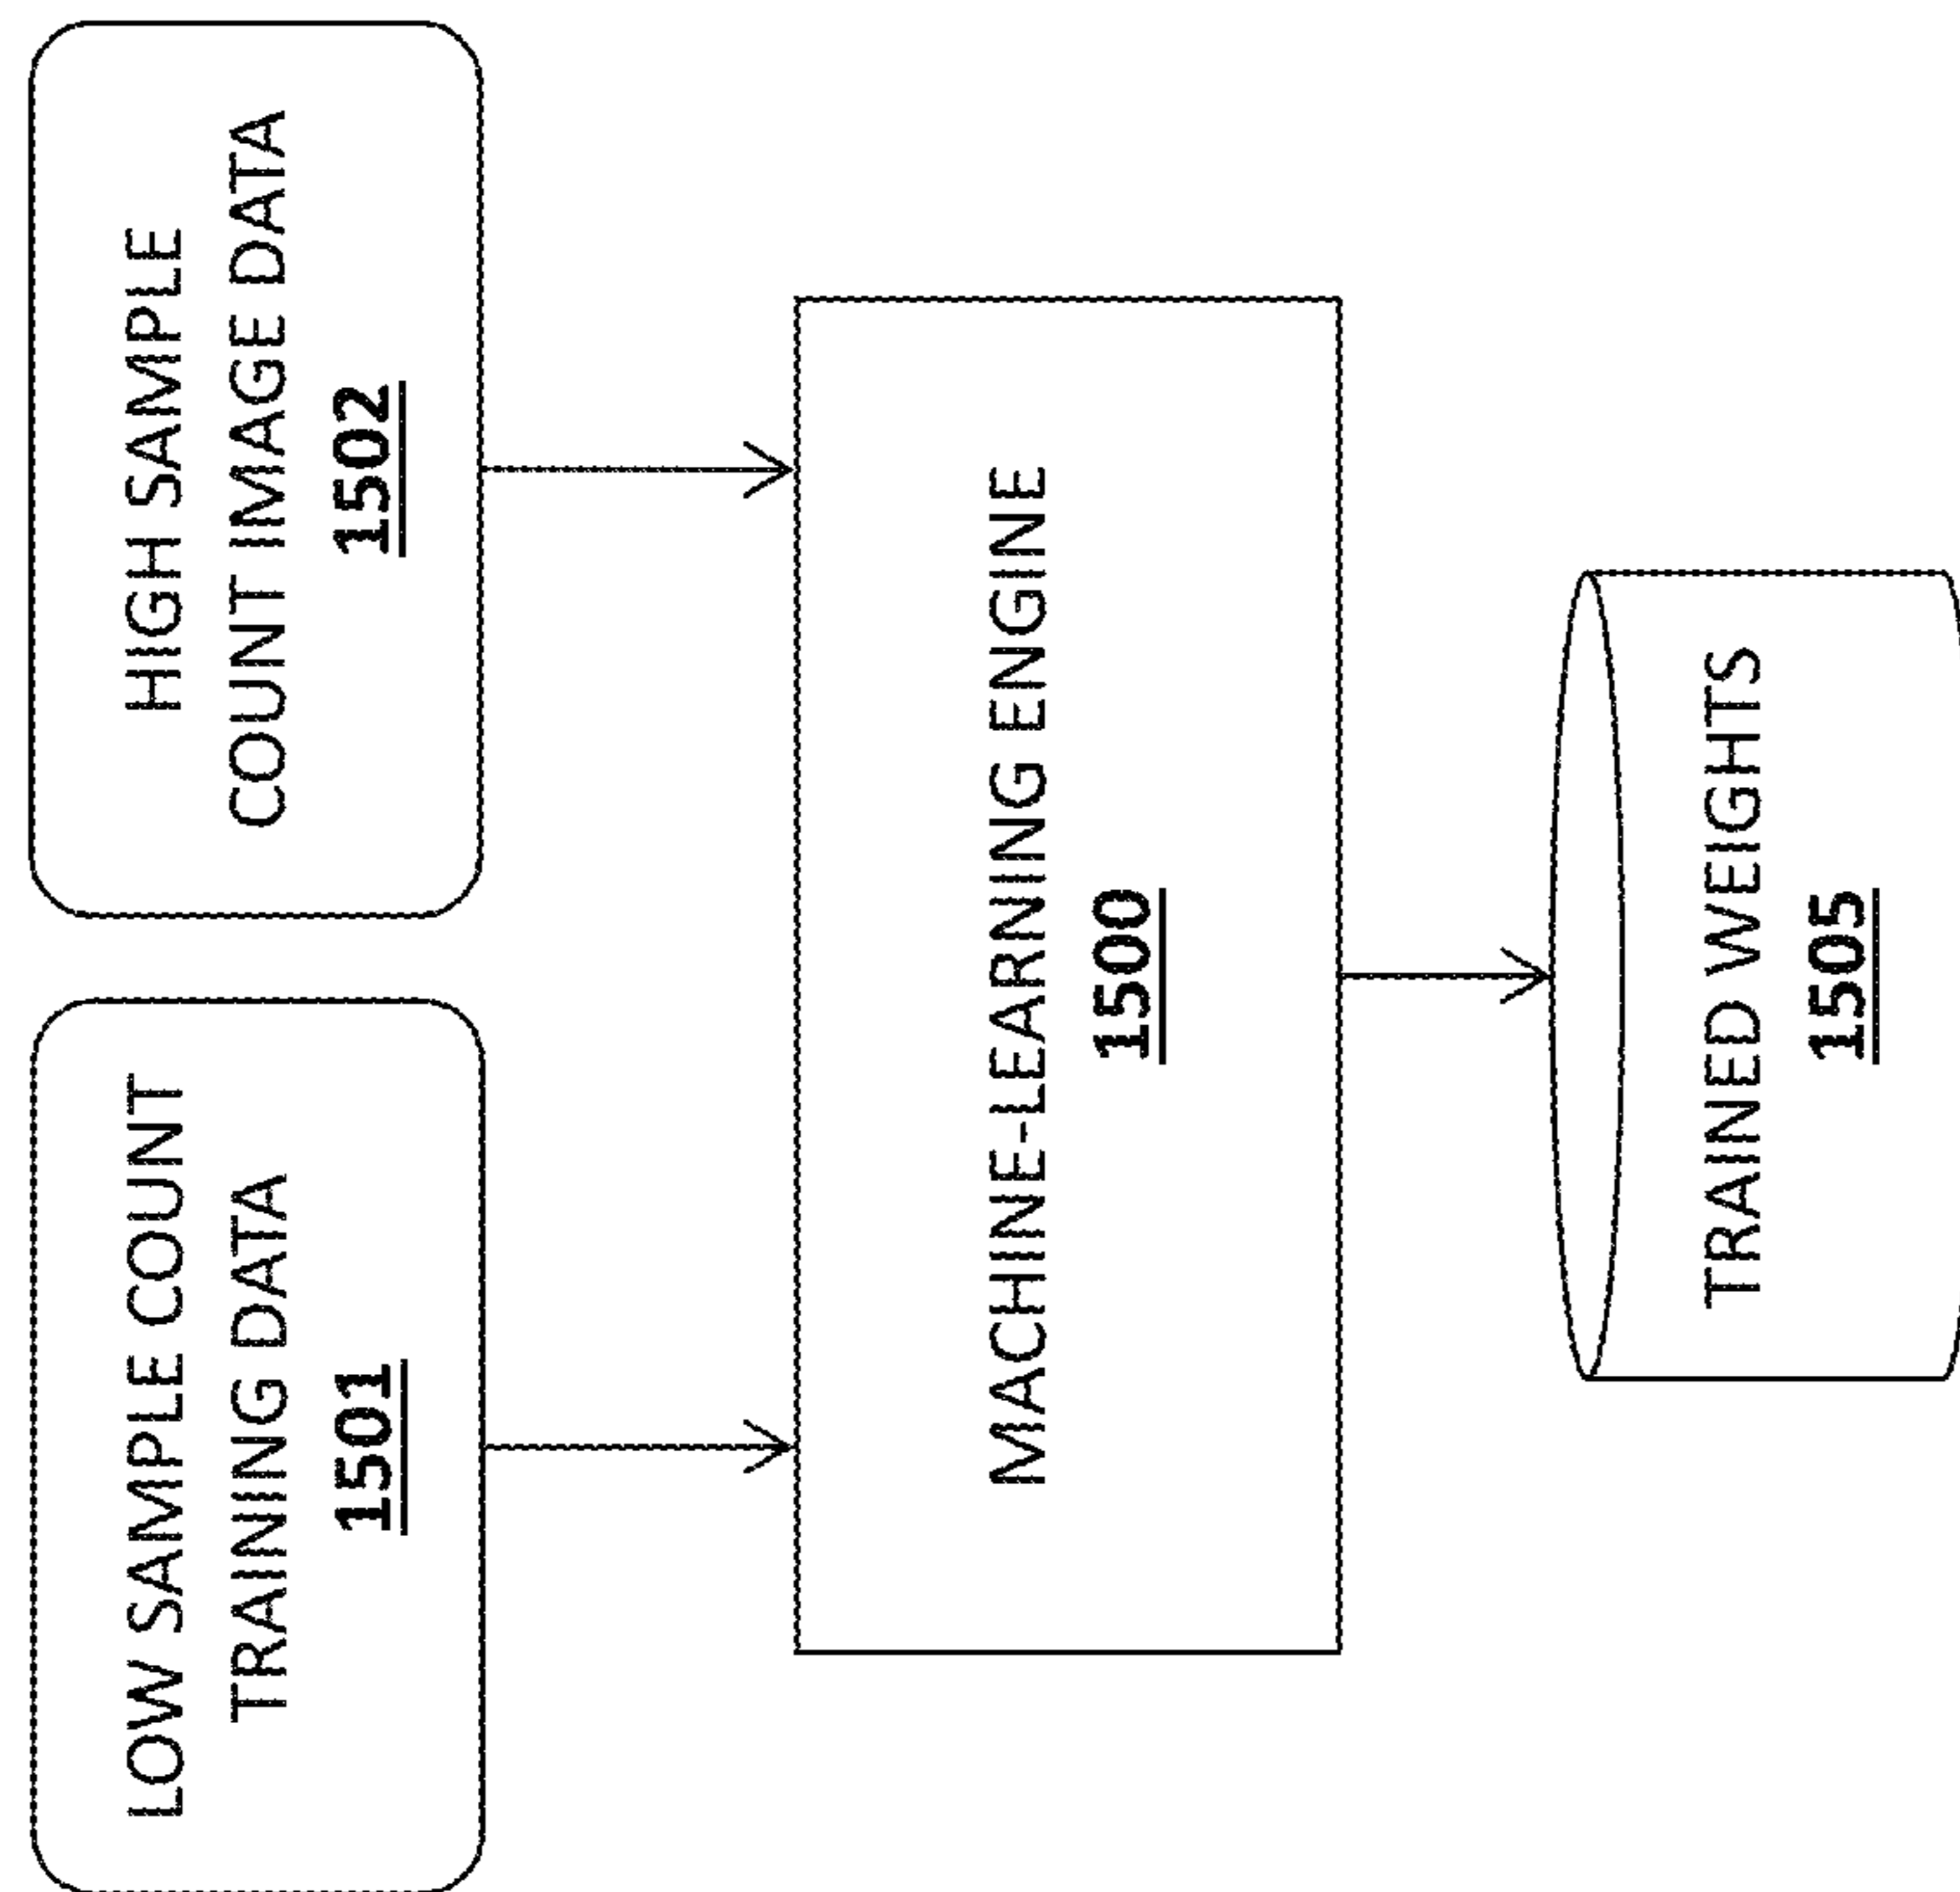 LOW SAMPLE COUNT
TRAINING DATA
1501
HIGH SAMPLE
COUNT IMAGE DATA
1502
MACHINE-LEARNING ENGINE
1500
TRAINED WEIGHTS
1505